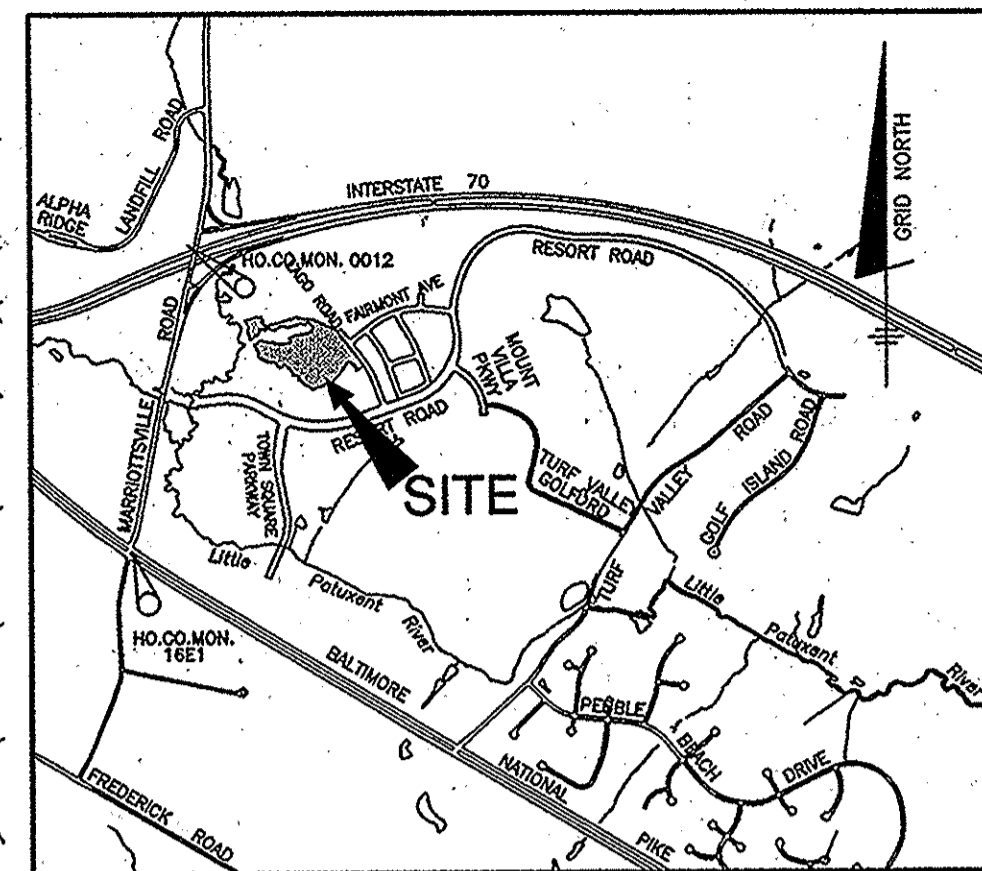 GRID NORTH
ALPHA
RIDGE
LANDFILL
ROAD
INTERSTATE 70
HO.CO.MON. 0012
RESORT ROAD
FAIRMONT AVE
ROAD
ROAD
MOUNT
VILLA
PKWY
MARRIOTTSVILLE
RESORT ROAD
TOWN SQUARE
PARKWAY
SITE
TURF VALLEY
GOLFORD
TURF
VALLEY
ROAD
GOLF
ISLAND
ROAD
Little
Patuxent
River
Little
Patuxent
River
HO.CO.MON.
16E1
BALTIMORE
NATIONAL
PIKE
PEBBLE
BEACH
DRIVE
FREDERICK
ROAD